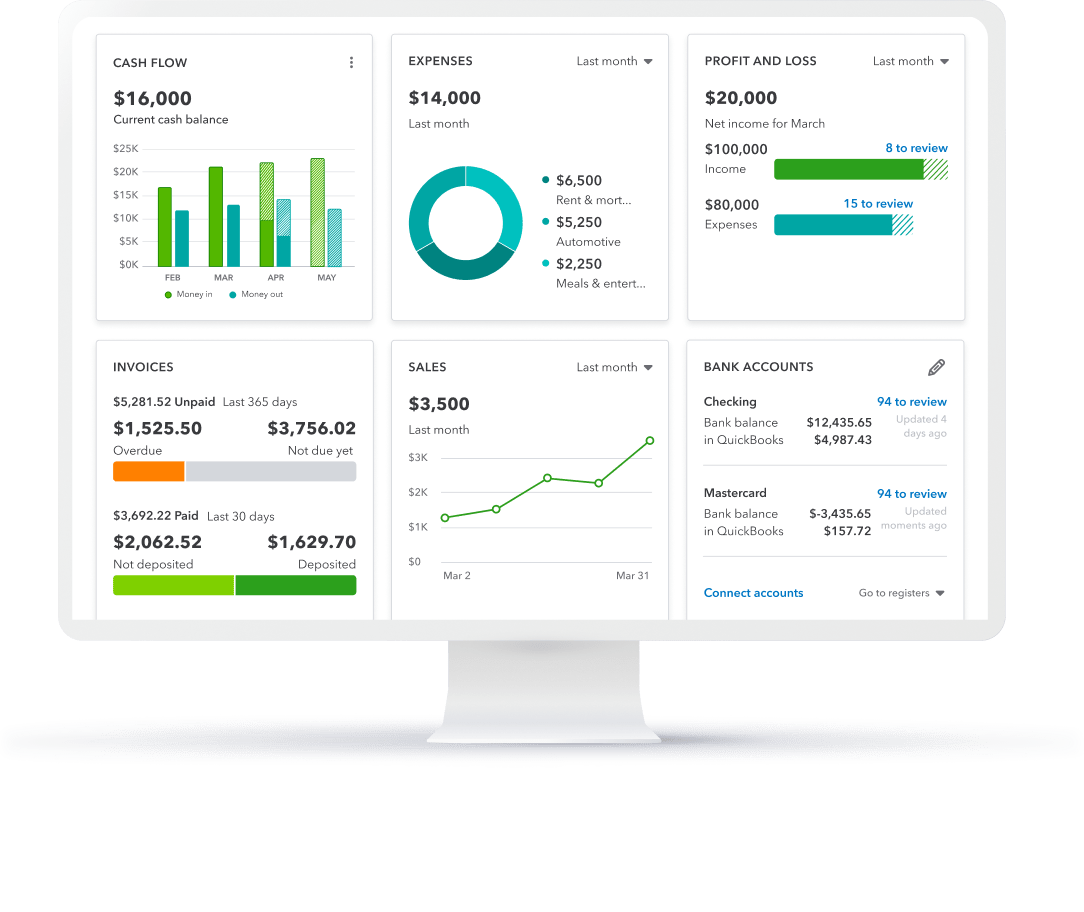 CASH FLOW
$16,000
Current cash balance
$25K
$20K
$15K
$10K
$5K
$0K
FEB MAR APR MAY
Money in Money out
EXPENSES Last month
$14,000
Last month
$6,500
Rent & mort...
$5,250
Automotive
$2,250
Meals & entert...
PROFIT AND LOSS Last month
$20,000
Net income for March
$100,000 8 to review
Income
$80,000 15 to review
Expenses
INVOICES
$5,281.52 Unpaid Last 365 days
$1,525.50 $3,756.02
Overdue Not due yet
$3,692.22 Paid Last 30 days
$2,062.52 $1,629.70
Not deposited Deposited
SALES Last month
$3,500
Last month
$3K
$2K
$1K
$0
Mar 2 Mar 31
BANK ACCOUNTS
Checking 94 to review
Bank balance $12,435.65 Updated 4
in QuickBooks $4,987.43 days ago
Mastercard 94 to review
Bank balance $-3,435.65 Updated
in QuickBooks $157.72 moments ago
Connect accounts Go to registers